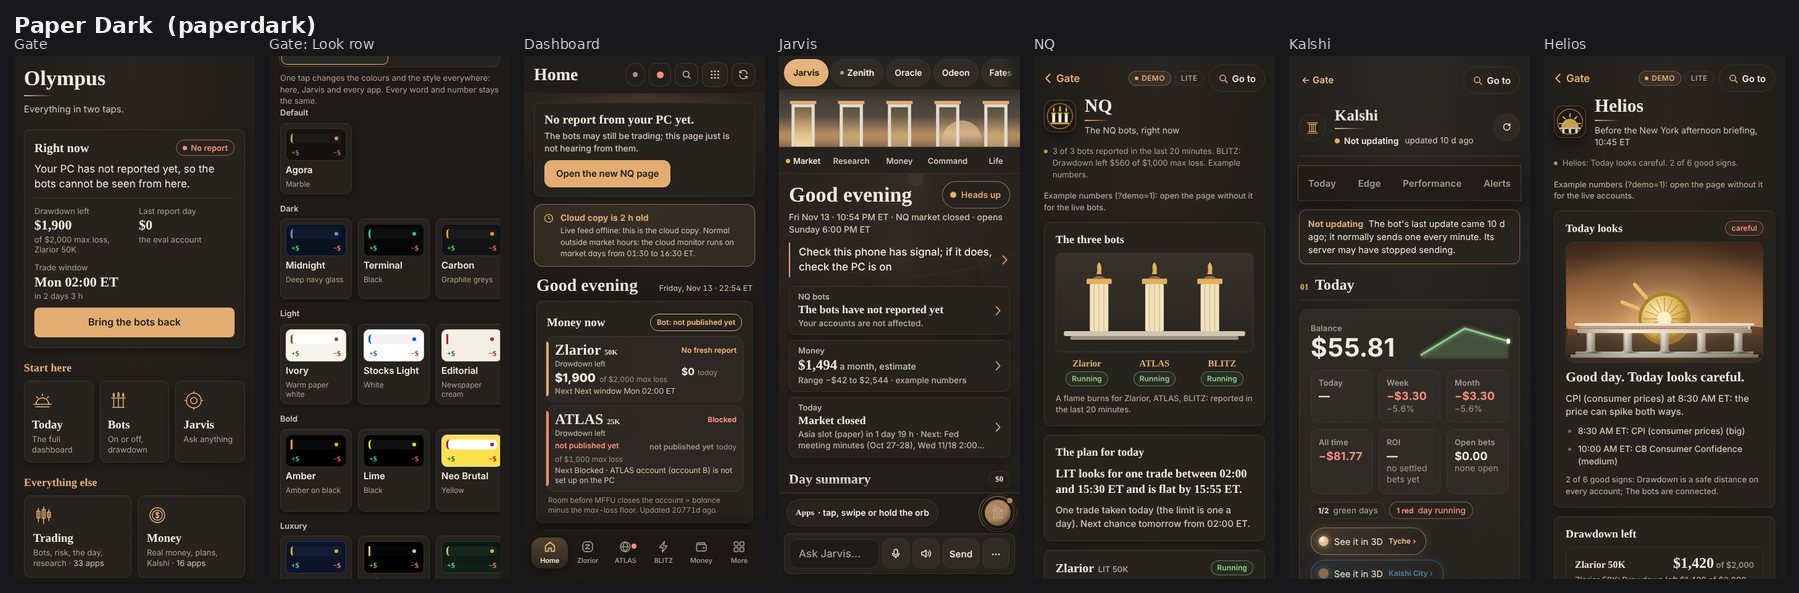 Paper Dark (paperdark)
Gate
Olympus
Everything in two taps.
Right now
No report
Your PC has not reported yet, so the
bots cannot be seen from here.
Drawdown left
Last report day
$1,900
$0
of $2,000 max loss,
Zlarior 50K
the eval account
Trade window
Mon 02:00 ET
in 2 days 3 h
Bring the bots back
Start here
Today
The full
dashboard
Bots
On or off,
drawdown
Jarvis
Ask anything
Everything else
Trading
Bots, risk, the day,
research · 33 apps
Money
Real money, plans,
Kalshi · 16 apps
Gate: Look row
One tap changes the colours and the style everywhere:
here, Jarvis and every app. Every word and number stays
the same.
Default
+$ −$
Agora
Marble
Dark
+$ −$ +$ −$ +$ −$
Midnight
Deep navy glass
Terminal
Black
Carbon
Graphite greys
Light
+$ −$ +$ −$ +$ −$
Ivory
Warm paper
white
Stocks Light
White
Editorial
Newspaper
cream
Bold
+$ −$ +$ −$ +$ −$
Amber
Amber on black
Lime
Black
Neo Brutal
Yellow
Luxury
+$ −$ +$ −$ +$ −$
Dashboard
Home
No report from your PC yet.
The bots may still be trading; this page just is
not hearing from them.
Open the new NQ page
Cloud copy is 2 h old
Live feed offline: this is the cloud copy. Normal
outside market hours: the cloud monitor runs on
market days from 01:30 to 16:30 ET.
Good evening
Friday, Nov 13 · 22:54 ET
Money now
Bot: not published yet
Zlarior 50K
No fresh report
Drawdown left
$1,900 of $2,000 max loss
$0 today
Next Next window Mon 02:00 ET
ATLAS 25K
Blocked
Drawdown left
not published yet
not published yet today
of $1,000 max loss
Next Blocked · ATLAS account (account B) is not
set up on the PC
Room before MFFU closes the account = balance
minus the max-loss floor. Updated 20771d ago.
Home
Zlarior
ATLAS
BLITZ
Money
More
Jarvis
Jarvis
Zenith
Oracle
Odeon
Fates
Market
Research
Money
Command
Life
Good evening
Heads up
Fri Nov 13 · 10:54 PM ET · NQ market closed · opens
Sunday 6:00 PM ET
Check this phone has signal; if it does,
check the PC is on
NQ bots
The bots have not reported yet
Your accounts are not affected.
Money
$1,494 a month, estimate
Range −$42 to $2,544 · example numbers
Today
Market closed
Asia slot (paper) in 1 day 19 h · Next: Fed
meeting minutes (Oct 27-28), Wed 11/18 2:00...
Day summary
$0
Apps · tap, swipe or hold the orb
Ask Jarvis...
Send
NQ
Gate
DEMO
LITE
Go to
NQ
The NQ bots, right now
3 of 3 bots reported in the last 20 minutes. BLITZ:
Drawdown left $560 of $1,000 max loss. Example
numbers.
Example numbers (?demo=1): open the page without it
for the live bots.
The three bots
Zlarior
ATLAS
BLITZ
Running
Running
Running
A flame burns for Zlarior, ATLAS, BLITZ: reported in
the last 20 minutes.
The plan for today
LIT looks for one trade between 02:00
and 15:30 ET and is flat by 15:55 ET.
One trade taken today (the limit is one a
day). Next chance tomorrow from 02:00 ET.
Zlarior LIT 50K
Running
Kalshi
Gate
Go to
Kalshi
Not updating updated 10 d ago
Today
Edge
Performance
Alerts
Not updating The bot's last update came 10 d
ago; it normally sends one every minute. Its
server may have stopped sending.
01 Today
Balance
$55.81
Today
—
Week
−$3.30
−5.6%
Month
−$3.30
−5.6%
All time
−$81.77
ROI
—
no settled
bets yet
Open bets
$0.00
none open
1/2 green days
1 red day running
See it in 3D Tyche ›
See it in 3D Kalshi City ›
Helios
Gate
DEMO
LITE
Go to
Helios
Before the New York afternoon briefing,
10:45 ET
Helios: Today looks careful. 2 of 6 good signs.
Example numbers (?demo=1): open the page without it
for the live accounts.
Today looks
careful
Good day. Today looks careful.
CPI (consumer prices) at 8:30 AM ET: the
price can spike both ways.
8:30 AM ET: CPI (consumer prices) (big)
10:00 AM ET: CB Consumer Confidence
(medium)
2 of 6 good signs: Drawdown is a safe distance on
every account; The bots are connected.
Drawdown left
Zlarior 50K
$1,420 of $2,000